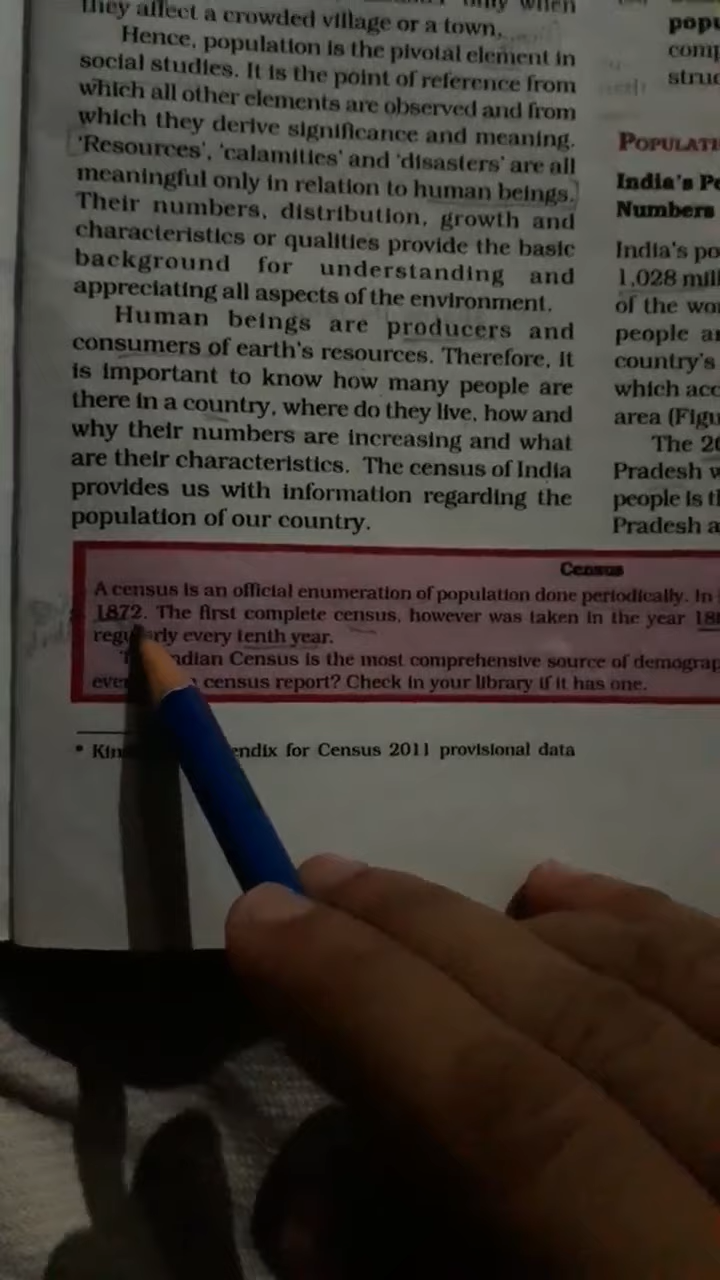 they affect a crowded village or a town,
Hence, population is the pivotal element in
social studies. It is the point of reference from
which all other elements are observed and from
which they derive significance and meaning.
'Resources', 'calamities' and 'disasters' are all
meaningful only in relation to human beings.
Their numbers, distribution, growth and
characteristics or qualities provide the basic
background for understanding and
appreciating all aspects of the environment.
Human beings are producers and
consumers of earth's resources. Therefore, it
is important to know how many people are
there in a country, where do they live, how and
why their numbers are increasing and what
are their characteristics. The census of India
provides us with information regarding the
population of our country.
popu
comp
struc
POPULATI
India's Po
Numbers
India's po
1,028 mill
of the wo
people a
country's
which acc
area (Figu
The 20
Pradesh w
people is t
Pradesh a
Census
A census is an official enumeration of population done periodically. In
1872. The first complete census, however was taken in the year 18
regularly every tenth year.
Indian Census is the most comprehensive source of demograp
census report? Check in your library if it has one.
* Kin endix for Census 2011 provisional data